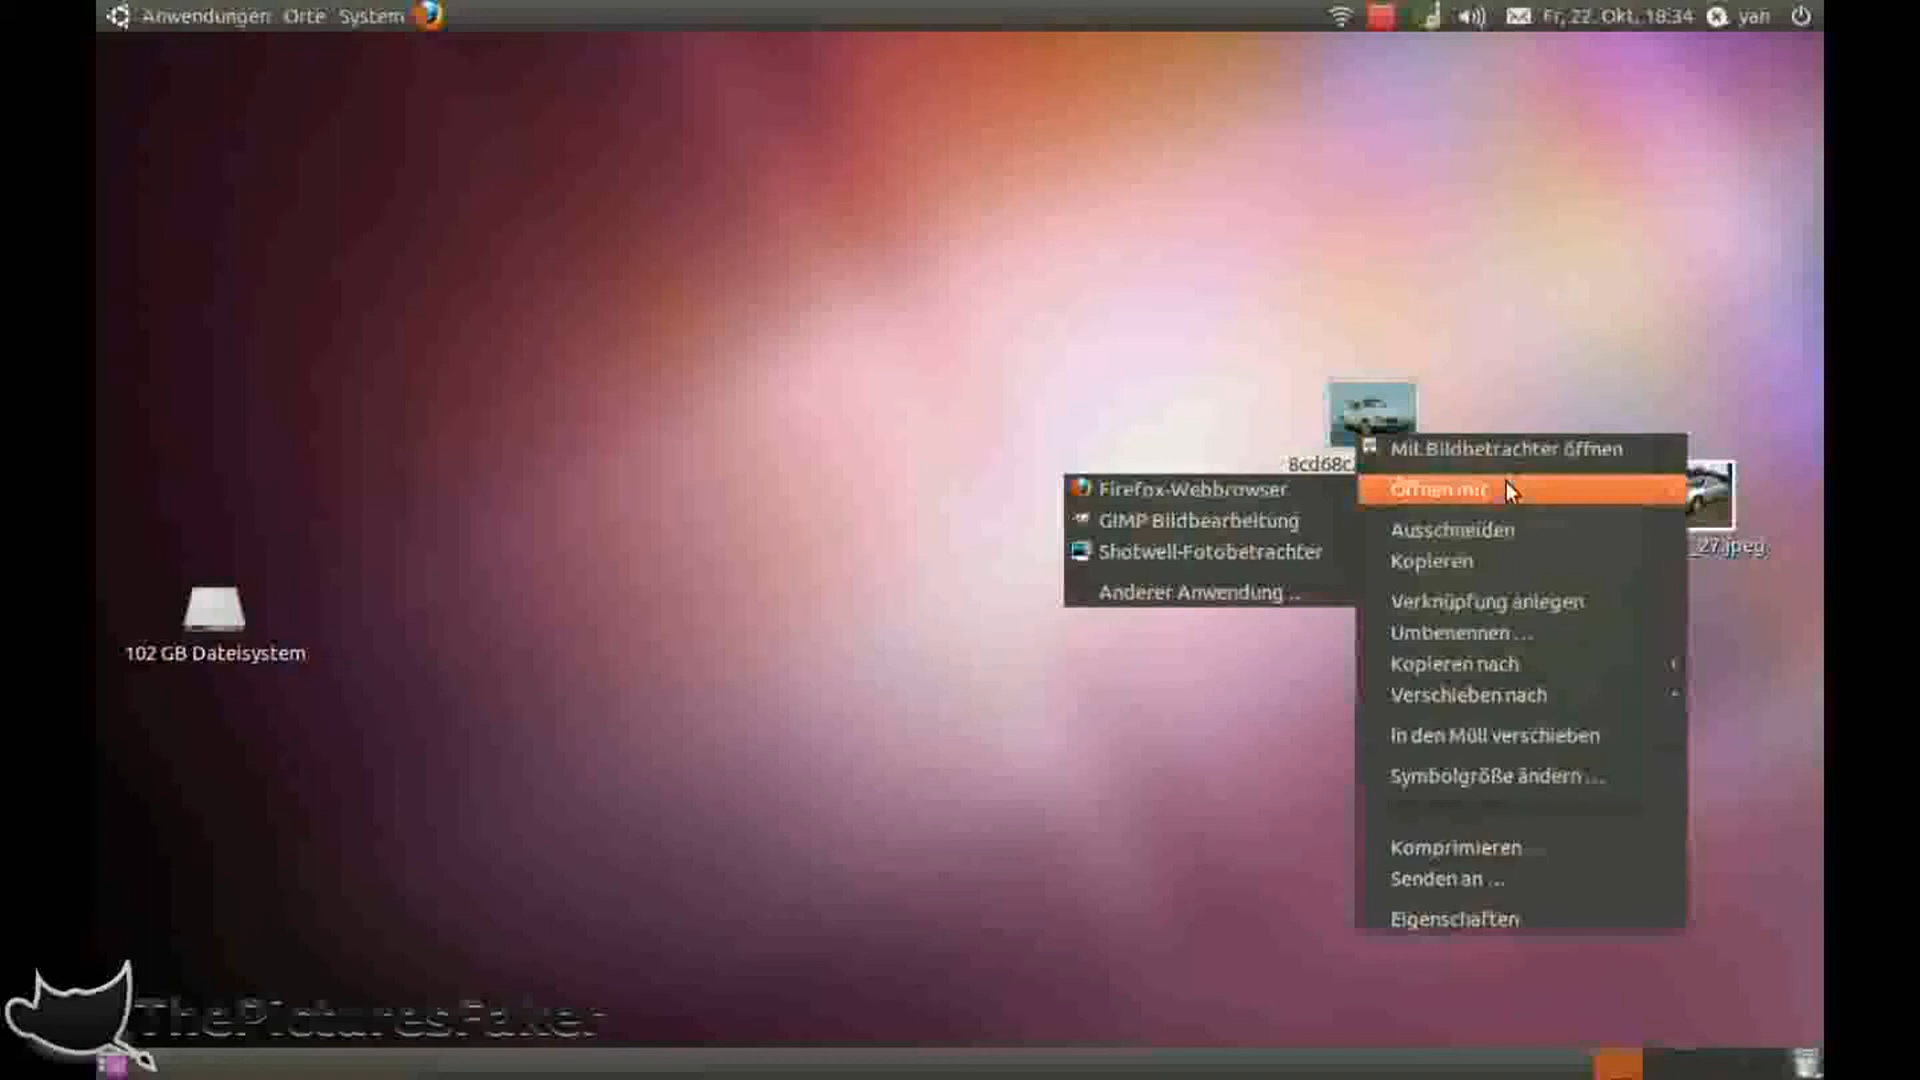 Anwendungen Orte System
Fr, 22. Okt, 18:34 yan
8cd68c
Mit Bildbetrachter öffnen
Öffnen mit
Firefox-Webbrowser
GIMP Bildbearbeitung
Shotwell-Fotobetrachter
Anderer Anwendung ...
Ausschneiden
Kopieren
_27.jpeg
Verknüpfung anlegen
Umbenennen ...
Kopieren nach
Verschieben nach
In den Müll verschieben
Symbolgröße ändern ...
Komprimieren ...
Senden an ...
Eigenschaften
102 GB Dateisystem
ThePicturesFaker